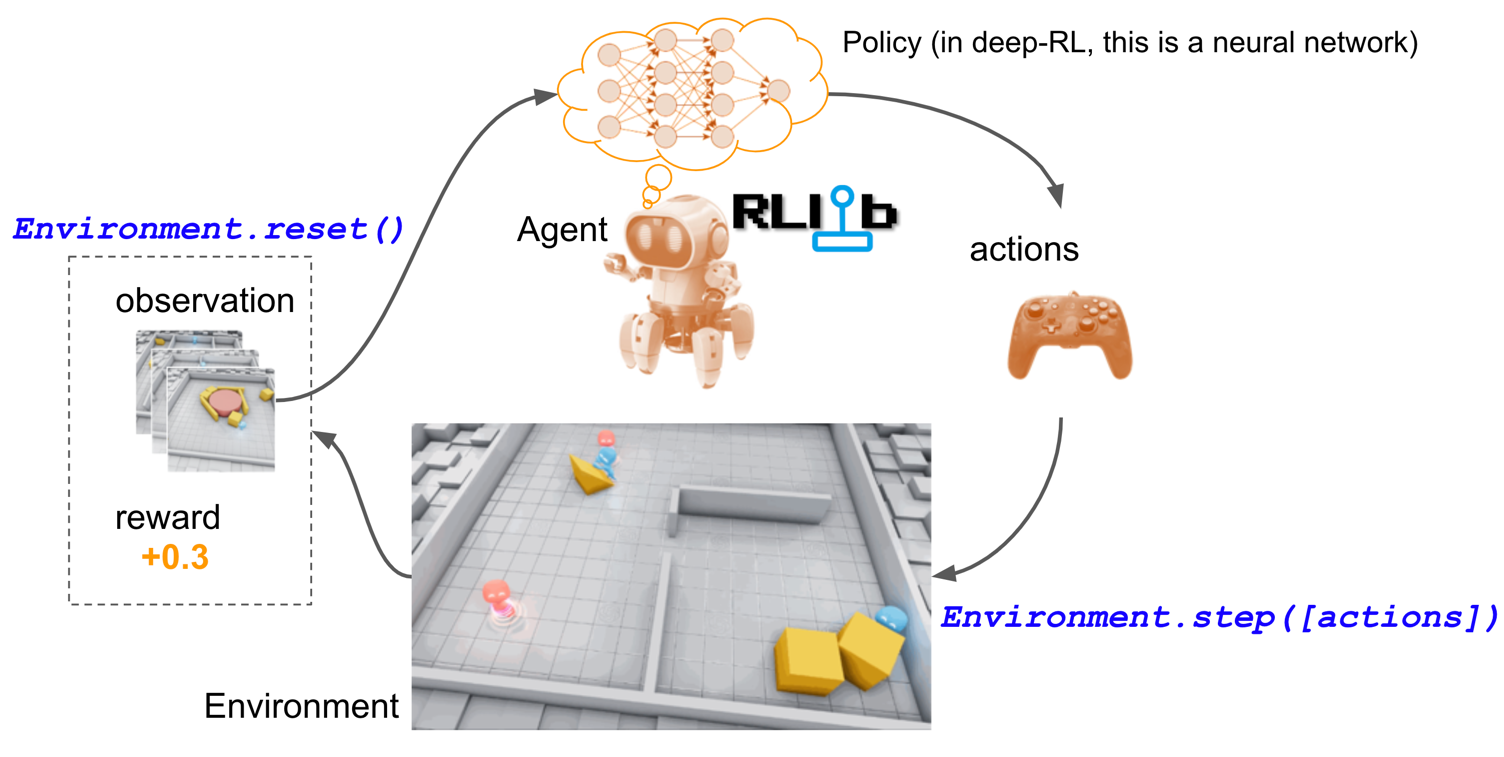 Policy (in deep-RL, this is a neural network)
Agent
RLlib
Environment.reset()
actions
observation
reward
+0.3
Environment.step([actions])
Environment